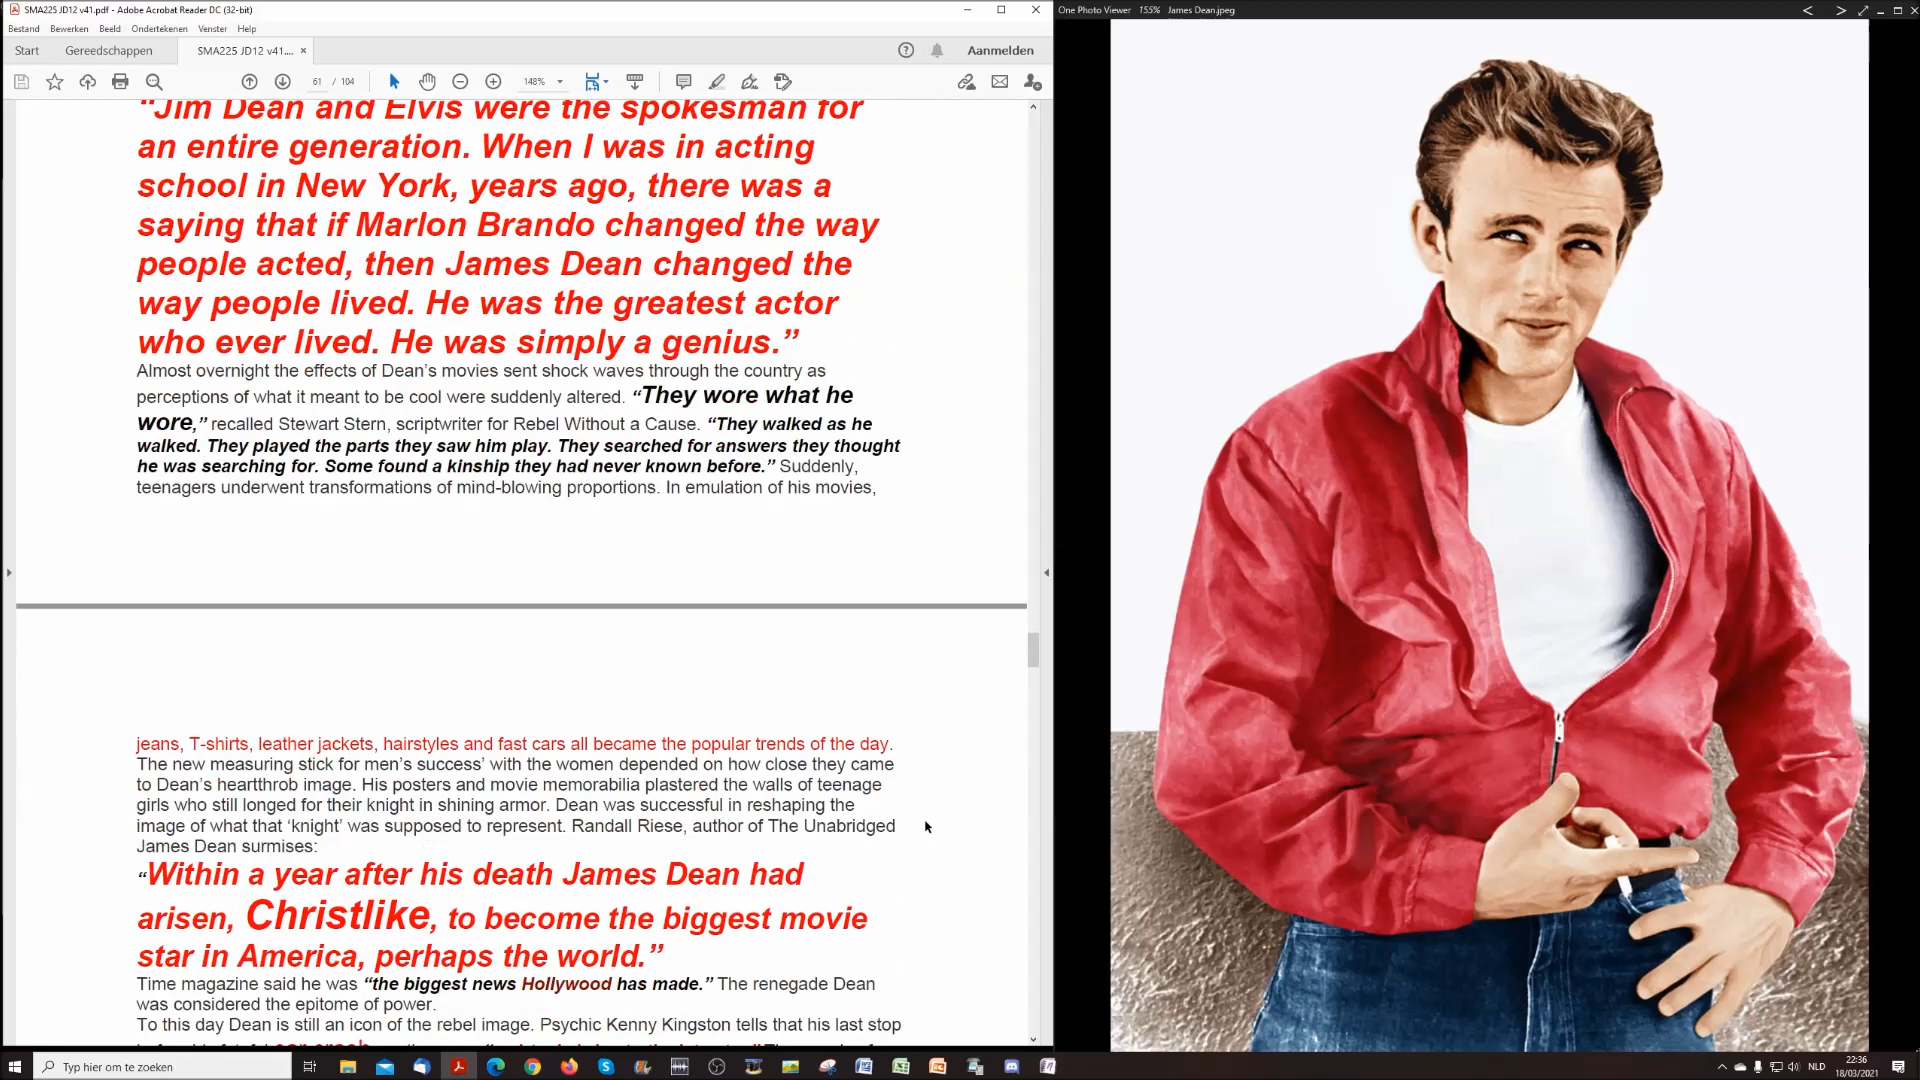 SMA225 JD12 v41.pdf - Adobe Acrobat Reader DC (32-bit)
Bestand Bewerken Beeld Ondertekenen Venster Help
Start Gereedschappen SMA225 JD12 v41.... × Aanmelden
61 / 104 148%
“Jim Dean and Elvis were the spokesman for
an entire generation. When I was in acting
school in New York, years ago, there was a
saying that if Marlon Brando changed the way
people acted, then James Dean changed the
way people lived. He was the greatest actor
who ever lived. He was simply a genius.”
Almost overnight the effects of Dean’s movies sent shock waves through the country as
perceptions of what it meant to be cool were suddenly altered. “They wore what he
wore,” recalled Stewart Stern, scriptwriter for Rebel Without a Cause. “They walked as he
walked. They played the parts they saw him play. They searched for answers they thought
he was searching for. Some found a kinship they had never known before.” Suddenly,
teenagers underwent transformations of mind-blowing proportions. In emulation of his movies,
jeans, T-shirts, leather jackets, hairstyles and fast cars all became the popular trends of the day.
The new measuring stick for men’s success’ with the women depended on how close they came
to Dean’s heartthrob image. His posters and movie memorabilia plastered the walls of teenage
girls who still longed for their knight in shining armor. Dean was successful in reshaping the
image of what that ‘knight’ was supposed to represent. Randall Riese, author of The Unabridged
James Dean surmises:
“Within a year after his death James Dean had
arisen, Christlike, to become the biggest movie
star in America, perhaps the world.”
Time magazine said he was “the biggest news Hollywood has made.” The renegade Dean
was considered the epitome of power.
To this day Dean is still an icon of the rebel image. Psychic Kenny Kingston tells that his last stop
One Photo Viewer 155% James Dean.jpeg
Typ hier om te zoeken
NLD
22:36
18/03/2021